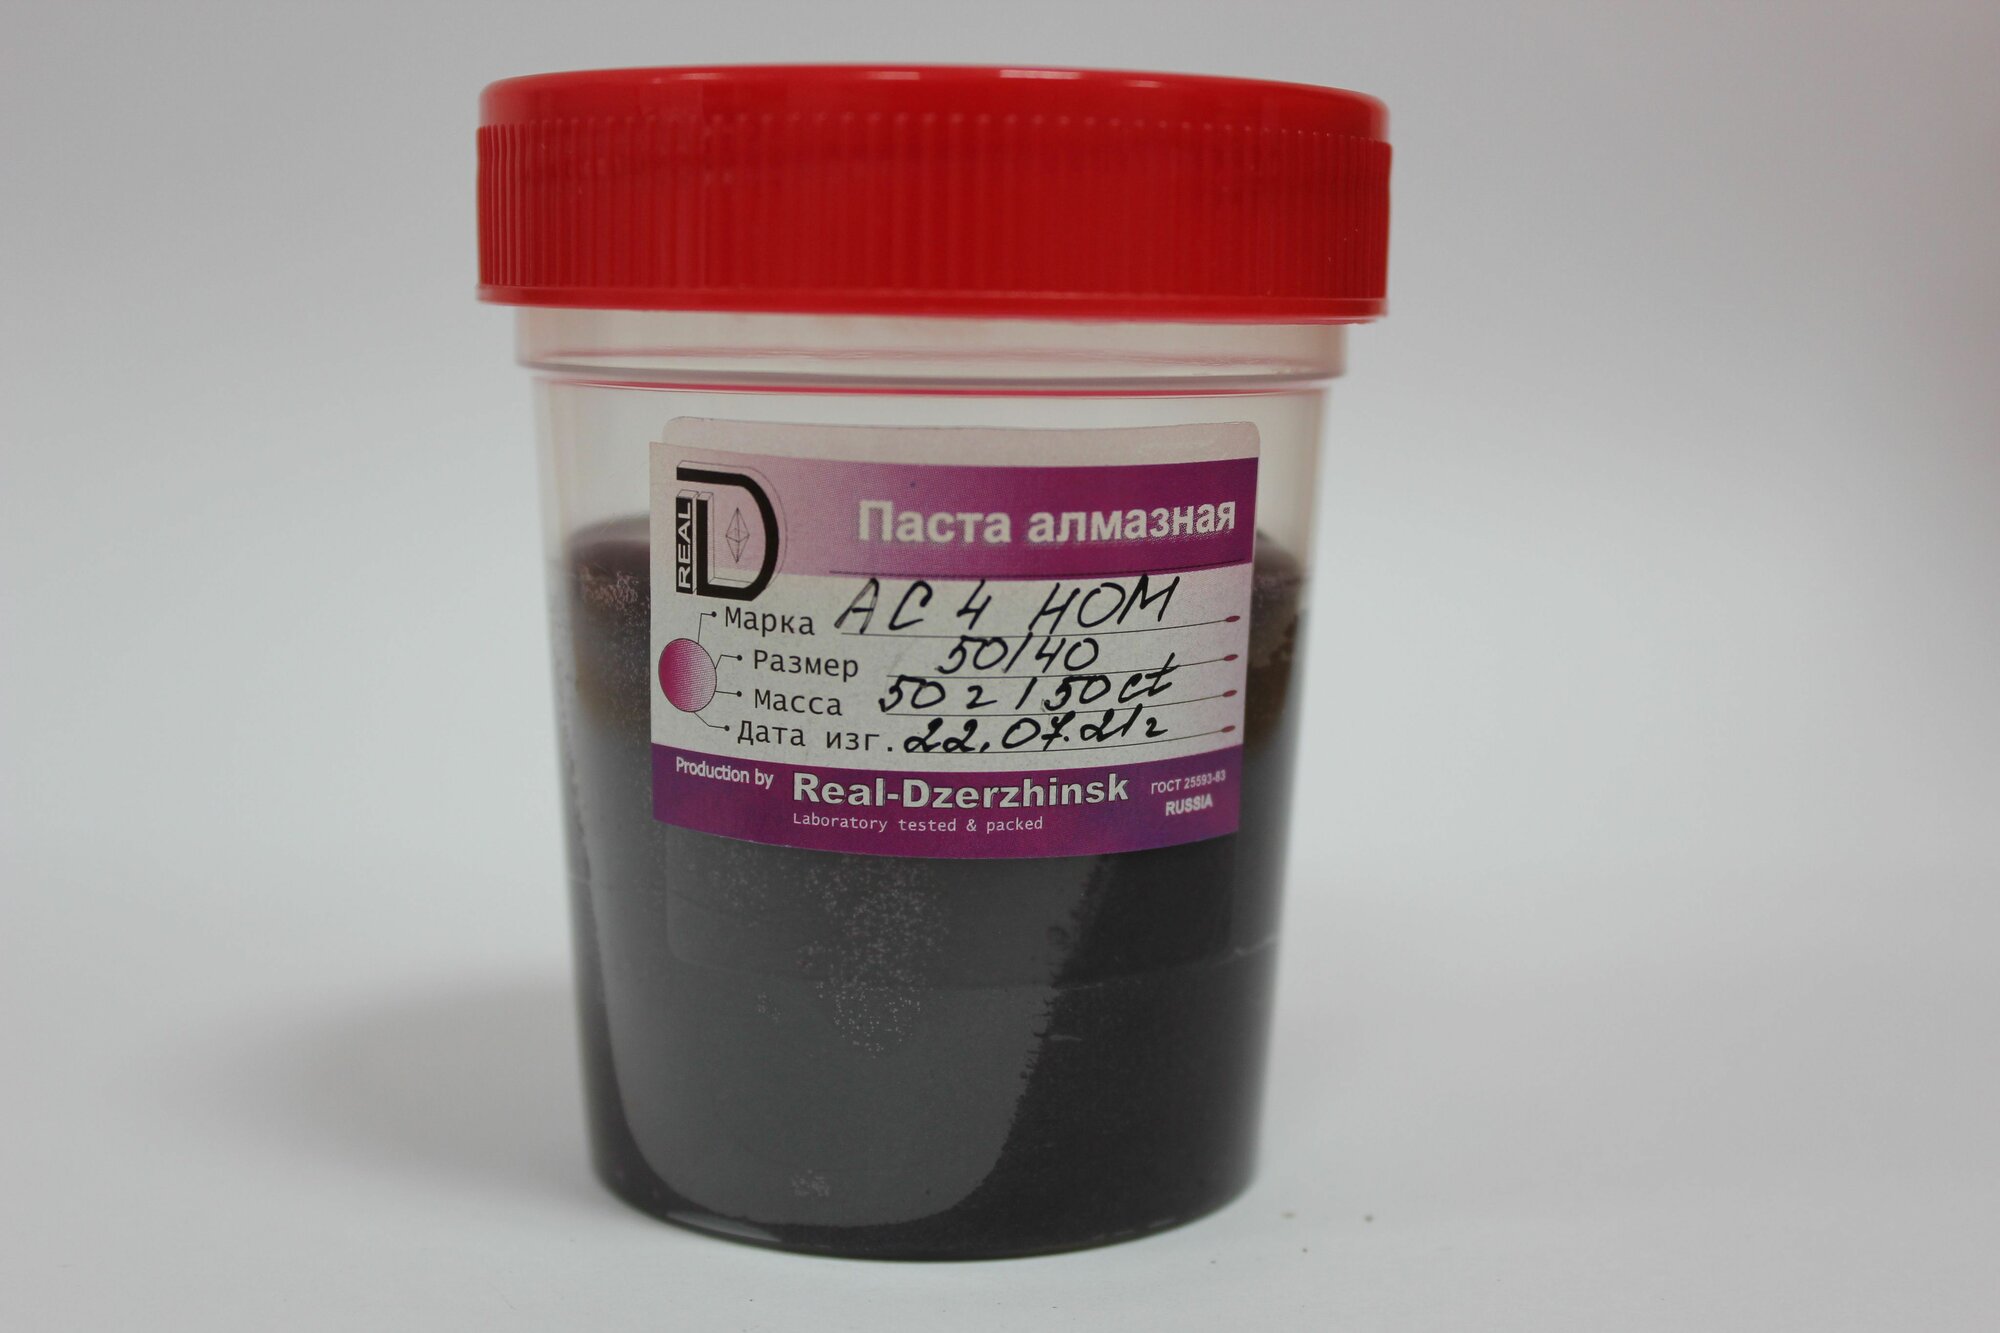 REAL D
Паста алмазная
Марка АС 4 НОМ
Размер 50/40
Масса 50 г / 50 ct
Дата изг. 22.07.21г
Production by Real-Dzerzhinsk ГОСТ 25593-83
Laboratory tested & packed RUSSIA